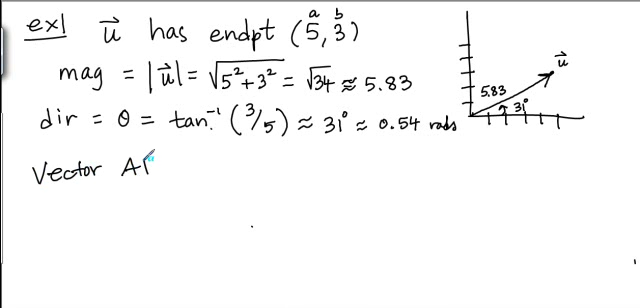 ex1 u⃗ has endpt (5, 3)
a b
mag = |u⃗| = √5²+3² = √34 ≈ 5.83
dir = θ = tan⁻¹ (3/5) ≈ 31° ≈ 0.54 rads
Vector
u⃗
5.83
31°